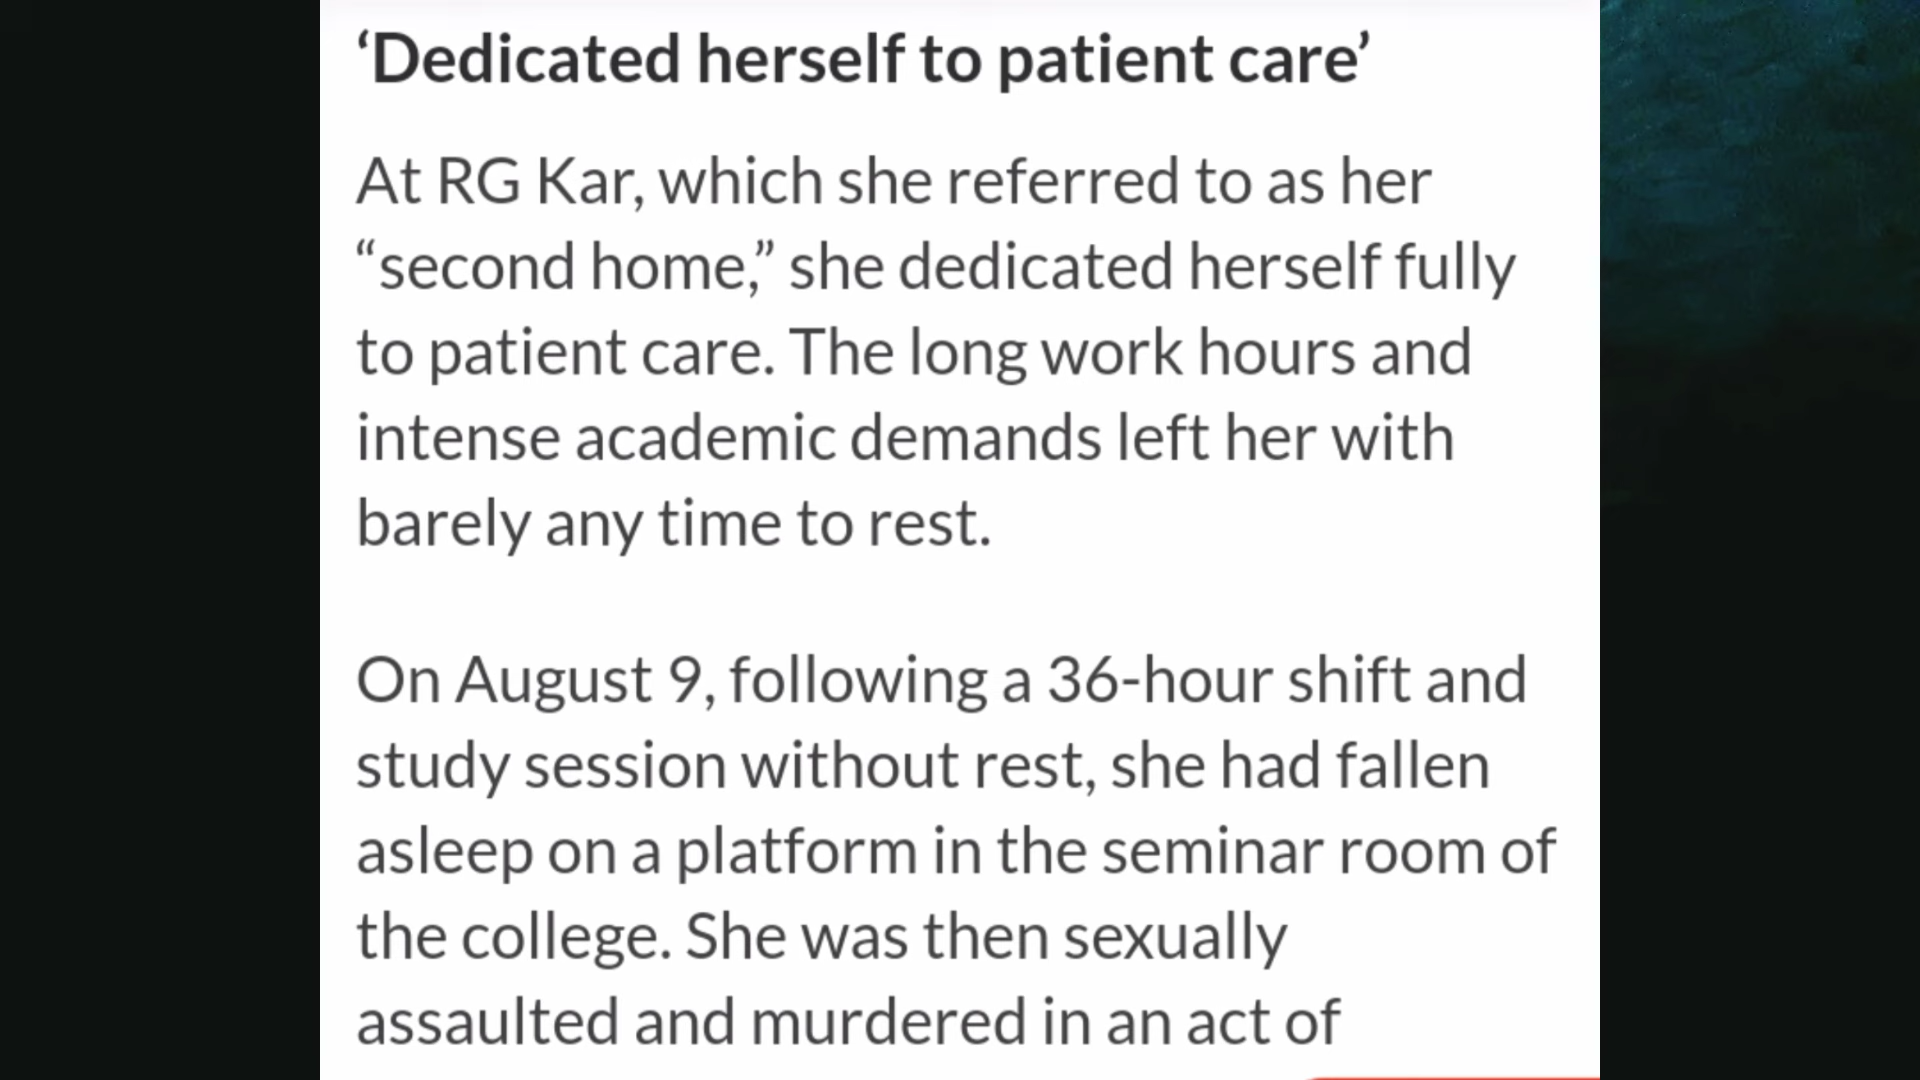 ‘Dedicated herself to patient care’
At RG Kar, which she referred to as her
“second home,” she dedicated herself fully
to patient care. The long work hours and
intense academic demands left her with
barely any time to rest.
On August 9, following a 36-hour shift and
study session without rest, she had fallen
asleep on a platform in the seminar room of
the college. She was then sexually
assaulted and murdered in an act of